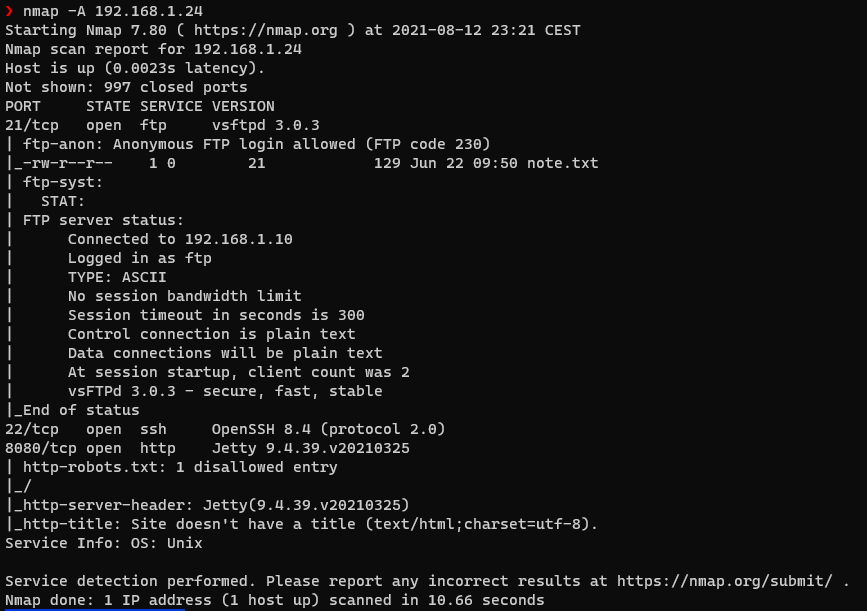 ❯ nmap -A 192.168.1.24
Starting Nmap 7.80 ( https://nmap.org ) at 2021-08-12 23:21 CEST
Nmap scan report for 192.168.1.24
Host is up (0.0023s latency).
Not shown: 997 closed ports
PORT     STATE SERVICE VERSION
21/tcp   open  ftp     vsftpd 3.0.3
| ftp-anon: Anonymous FTP login allowed (FTP code 230)
|_-rw-r--r--    1 0        21            129 Jun 22 09:50 note.txt
| ftp-syst:
|   STAT:
| FTP server status:
|      Connected to 192.168.1.10
|      Logged in as ftp
|      TYPE: ASCII
|      No session bandwidth limit
|      Session timeout in seconds is 300
|      Control connection is plain text
|      Data connections will be plain text
|      At session startup, client count was 2
|      vsFTPd 3.0.3 - secure, fast, stable
|_End of status
22/tcp   open  ssh     OpenSSH 8.4 (protocol 2.0)
8080/tcp open  http    Jetty 9.4.39.v20210325
| http-robots.txt: 1 disallowed entry
|_/
|_http-server-header: Jetty(9.4.39.v20210325)
|_http-title: Site doesn't have a title (text/html;charset=utf-8).
Service Info: OS: Unix

Service detection performed. Please report any incorrect results at https://nmap.org/submit/ .
Nmap done: 1 IP address (1 host up) scanned in 10.66 seconds